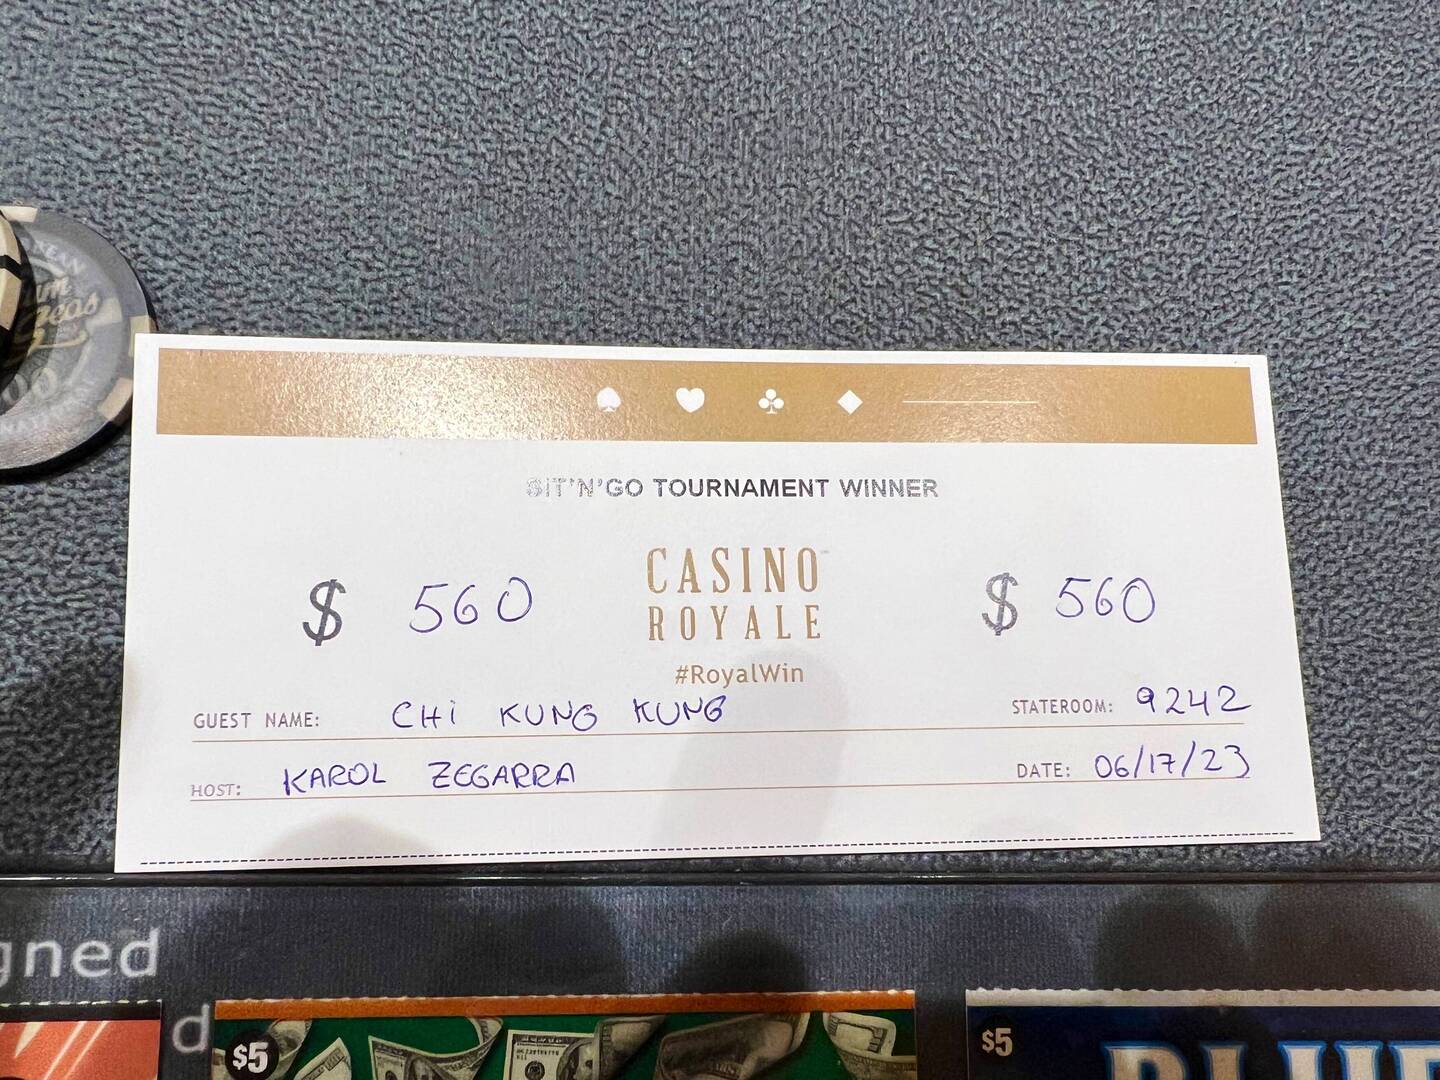 SIT'N'GO TOURNAMENT WINNER
$ 560
CASINO
ROYALE
$ 560
#RoyalWin
GUEST NAME: CHi KUNG KUNG
STATEROOM: 9242
HOST: KAROL ZEGARRA
DATE: 06/17/23
gned
d
$5
$5